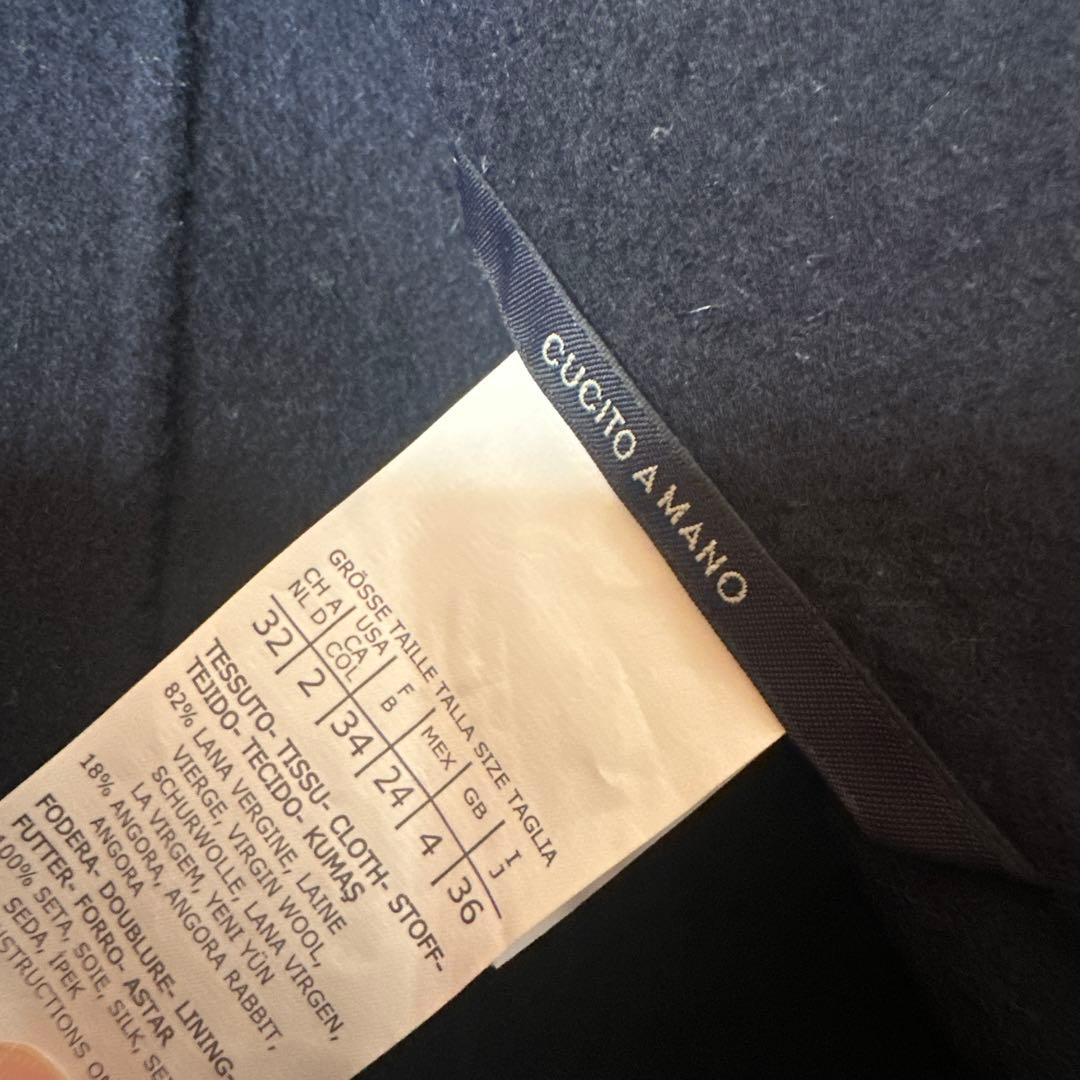 CUCITO A MANO
GRÖSSE TAILLE TALLA SIZE TAGLIA
CH A USA F MEX GB I
NL D CA B J
COL
32 2 34 24 4 36
TESSUTO- TISSU- CLOTH- STOFF-
TEJIDO- TECIDO- KUMAŞ
82% LANA VERGINE, LAINE
VIERGE, VIRGIN WOOL,
SCHURWOLLE, LANA VIRGEN,
LA VIRGEM, YENI YÜN
18% ANGORA, ANGORA RABBIT,
ANGORA
FODERA- DOUBLURE- LINING-
FUTTER- FORRO- ASTAR
100% SETA, SOIE, SILK,
SEDA, İPEK